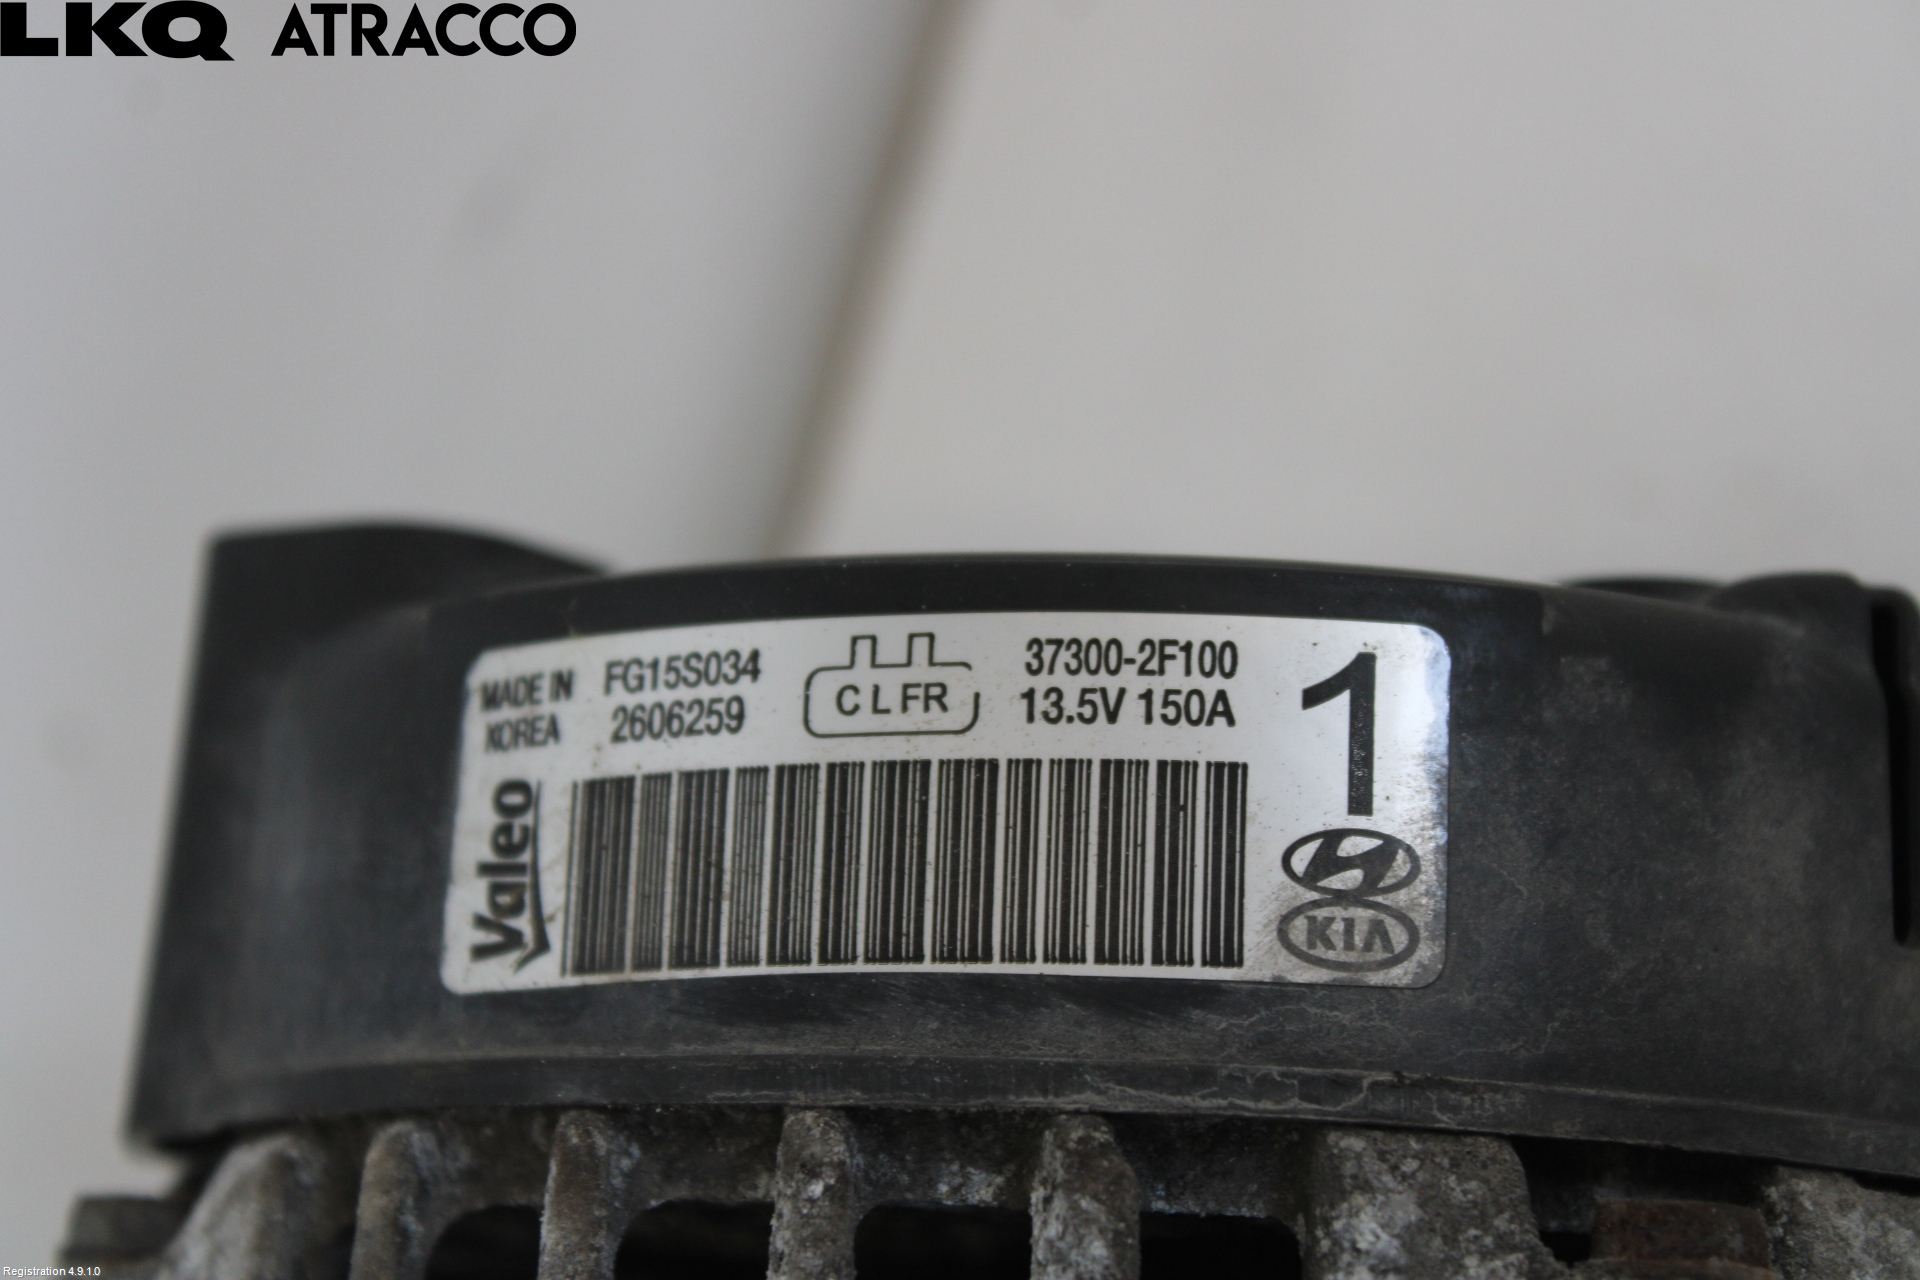 LKQ ATRACCO
MADE IN KOREA
FG15S034
2606259
C L FR
37300-2F100
13.5V 150A
1
Valeo
KIA
Registration 4.9.1.0